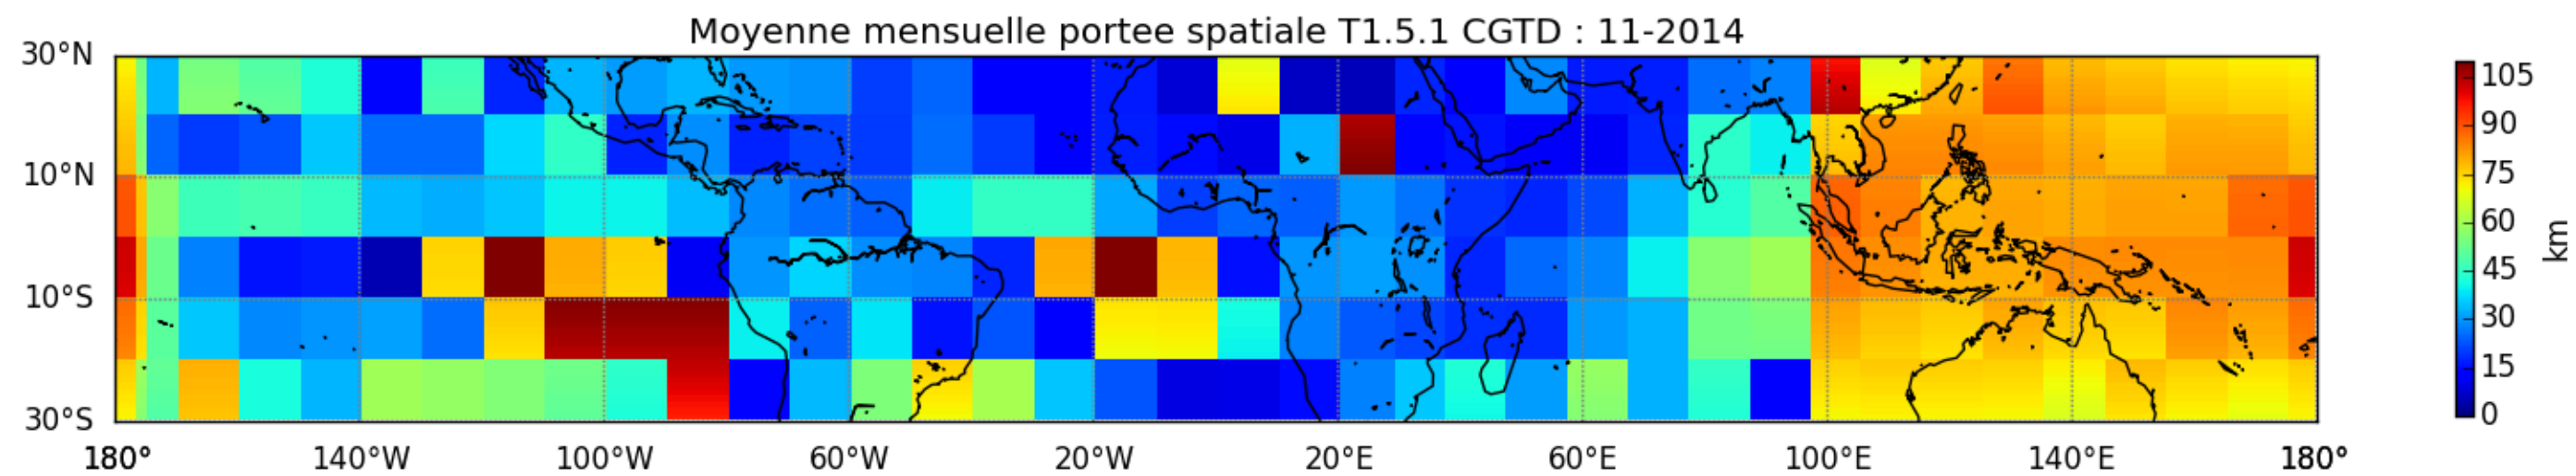 Moyenne mensuelle portee spatiale T1.5.1 CGTD : 11-2014
30°N
10°N
10°S
30°S
180° 140°W 100°W 60°W 20°W 20°E 60°E 100°E 140°E 180°
105
90
75
60
45
30
15
0
km